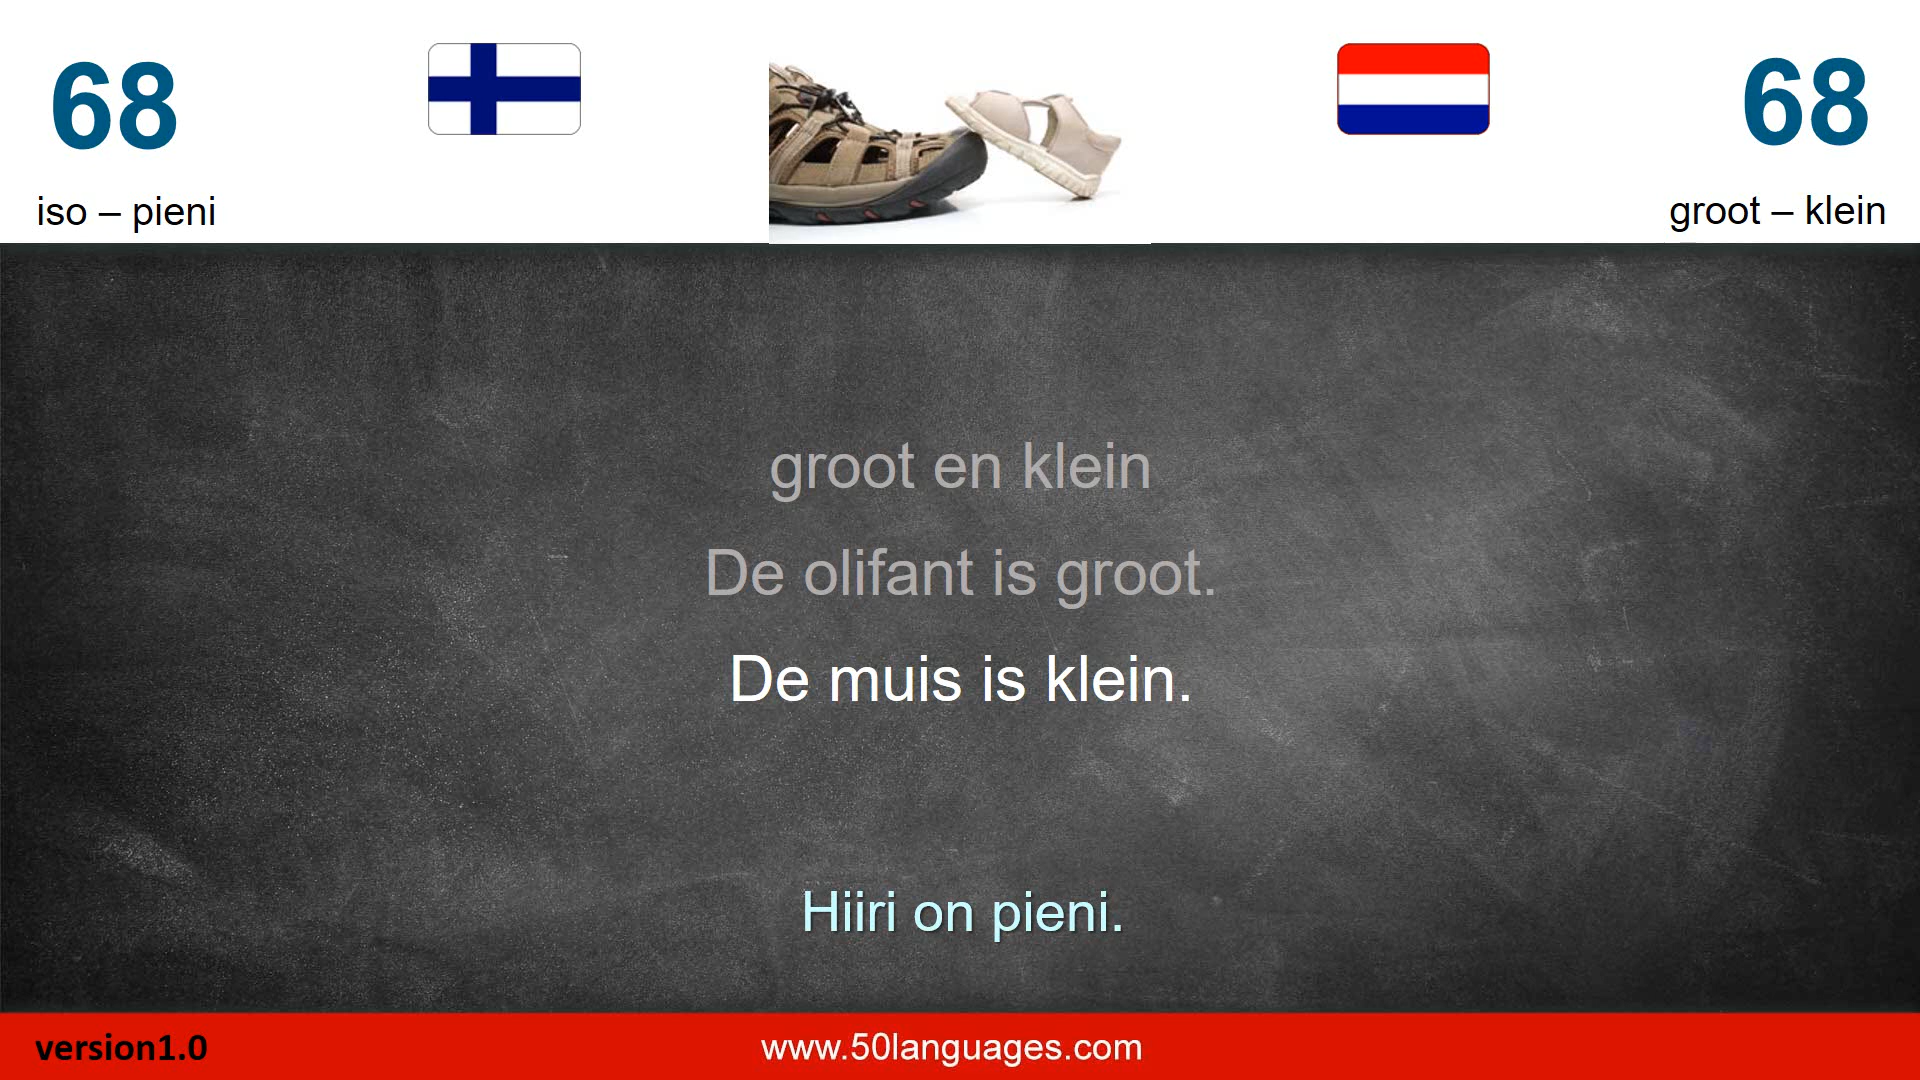 68
68
iso – pieni
groot – klein
groot en klein
De olifant is groot.
De muis is klein.
Hiiri on pieni.
version1.0
www.50languages.com